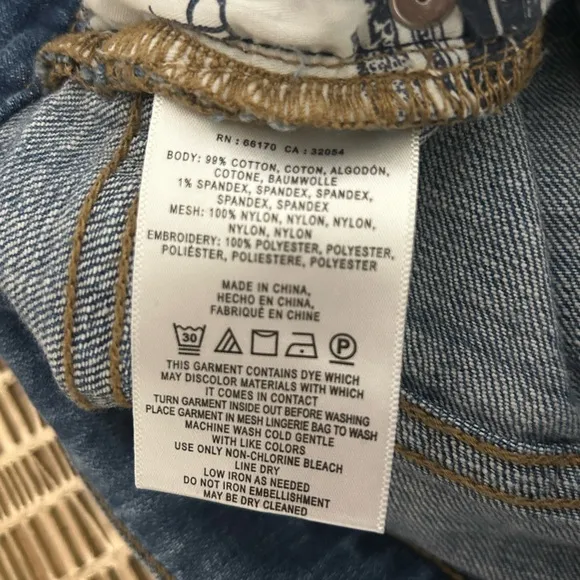 RN : 66170 CA : 32054
BODY: 99% COTTON, COTON, ALGODÓN,
COTONE, BAUMWOLLE
1% SPANDEX, SPANDEX, SPANDEX,
SPANDEX, SPANDEX
MESH: 100% NYLON, NYLON, NYLON,
NYLON, NYLON
EMBROIDERY: 100% POLYESTER, POLYESTER,
POLIÉSTER, POLIESTERE, POLYESTER
MADE IN CHINA,
HECHO EN CHINA,
FABRIQUÉ EN CHINE
30 P
THIS GARMENT CONTAINS DYE WHICH
MAY DISCOLOR MATERIALS WITH WHICH
IT COMES IN CONTACT
TURN GARMENT INSIDE OUT BEFORE WASHING
PLACE GARMENT IN MESH LINGERIE BAG TO WASH
MACHINE WASH COLD GENTLE
WITH LIKE COLORS
USE ONLY NON-CHLORINE BLEACH
LINE DRY
LOW IRON AS NEEDED
DO NOT IRON EMBELLISHMENT
MAY BE DRY CLEANED